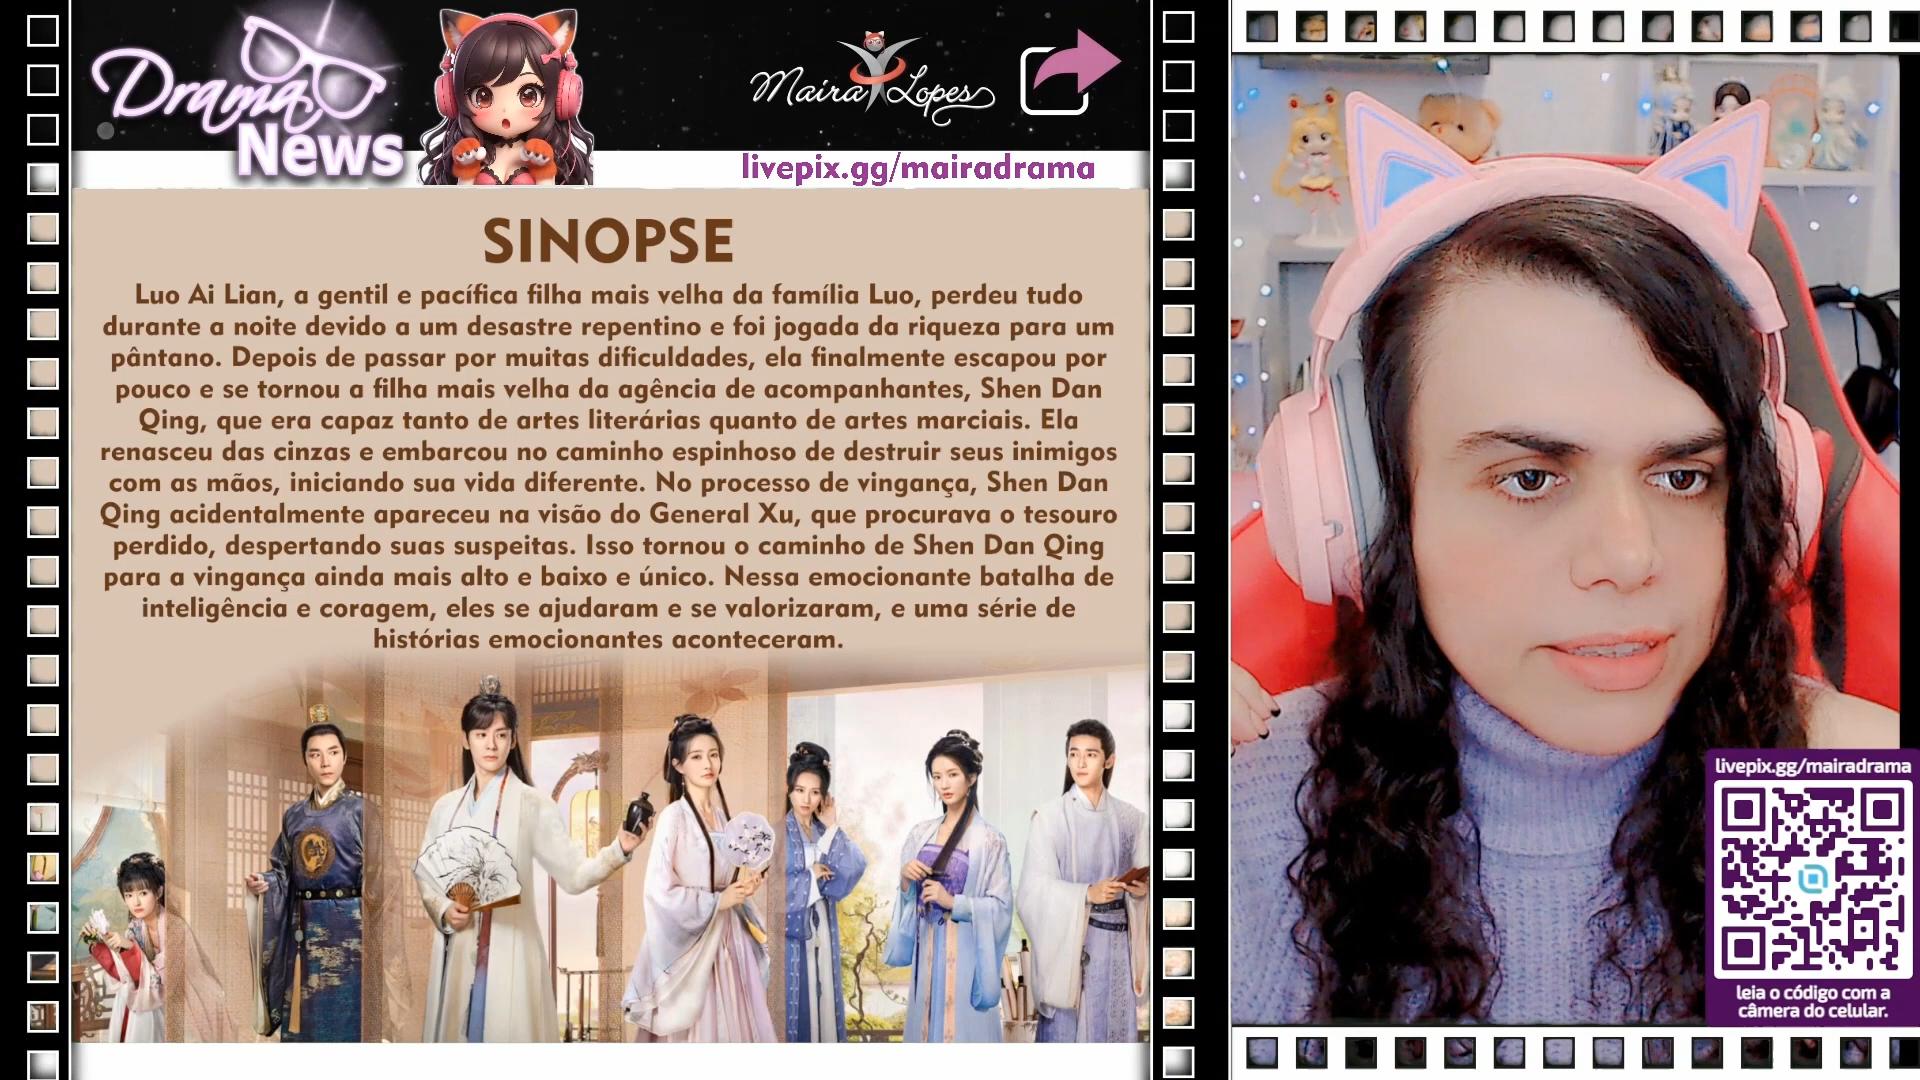 Drama
News
Maira Lopes
livepix.gg/mairadrama
SINOPSE
Luo Ai Lian, a gentil e pacífica filha mais velha da família Luo, perdeu tudo
durante a noite devido a um desastre repentino e foi jogada da riqueza para um
pântano. Depois de passar por muitas dificuldades, ela finalmente escapou por
pouco e se tornou a filha mais velha da agência de acompanhantes, Shen Dan
Qing, que era capaz tanto de artes literárias quanto de artes marciais. Ela
renasceu das cinzas e embarcou no caminho espinhoso de destruir seus inimigos
com as mãos, iniciando sua vida diferente. No processo de vingança, Shen Dan
Qing acidentalmente apareceu na visão do General Xu, que procurava o tesouro
perdido, despertando suas suspeitas. Isso tornou o caminho de Shen Dan Qing
para a vingança ainda mais alto e baixo e único. Nessa emocionante batalha de
inteligência e coragem, eles se ajudaram e se valorizaram, e uma série de
histórias emocionantes aconteceram.
livepix.gg/mairadrama
leia o código com a
câmera do celular.